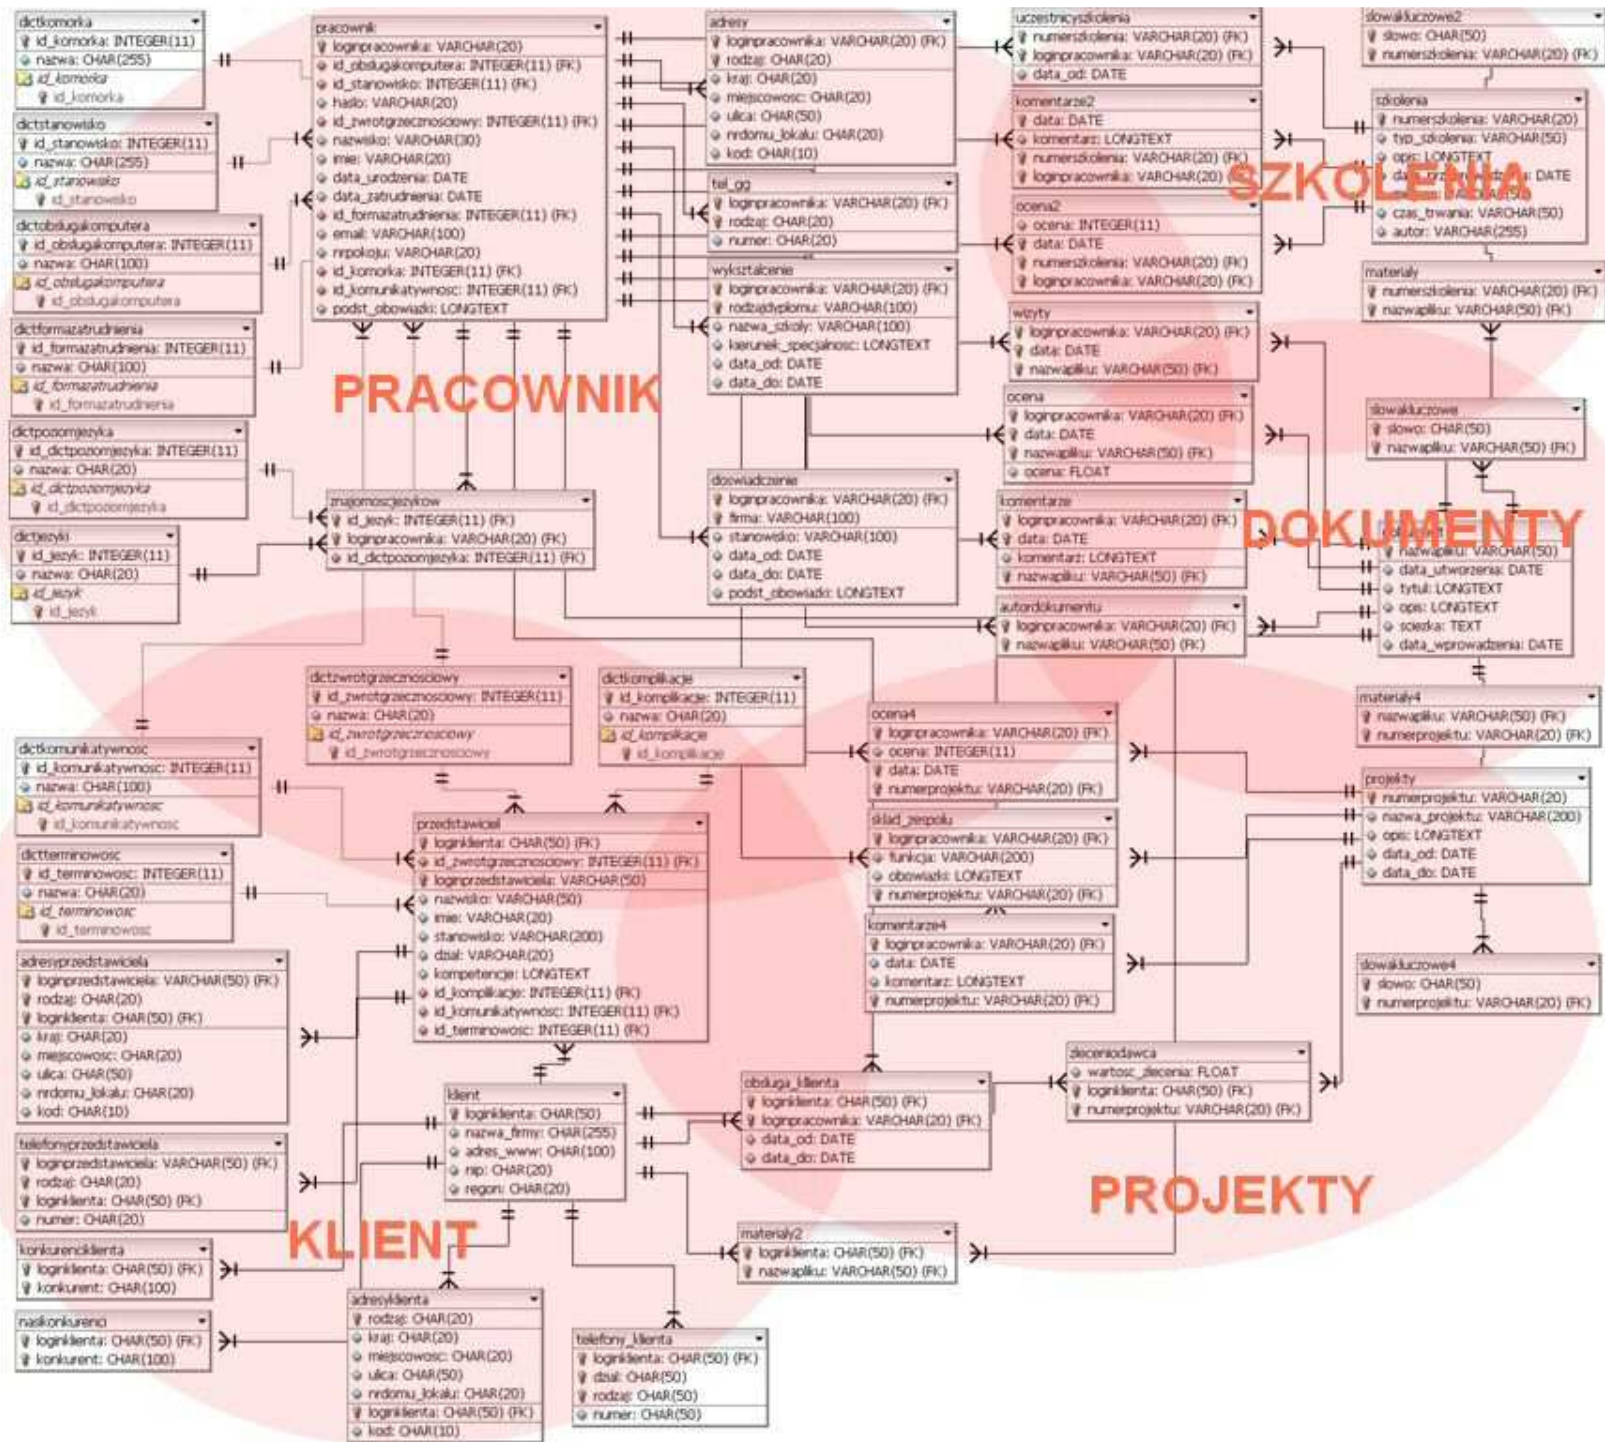 dictkomorka
id_komorka: INTEGER(11)
nazwa: CHAR(255)
id_komorka
id_komorka
dictstanowisko
id_stanowisko: INTEGER(11)
nazwa: CHAR(255)
id_stanowisko
id_stanowisko
dictobslugakomputera
id_obslugakomputera: INTEGER(11)
nazwa: CHAR(100)
id_obslugakomputera
id_obslugakomputera
dictformazatrudnienia
id_formazatrudnienia: INTEGER(11)
nazwa: CHAR(100)
id_formazatrudnienia
id_formazatrudnienia
dictpoziomjezyka
id_dictpoziomjezyka: INTEGER(11)
nazwa: CHAR(20)
id_dictpoziomjezyka
id_dictpoziomjezyka
dictjezyki
id_jezyk: INTEGER(11)
nazwa: CHAR(20)
id_jezyk
id_jezyk
pracownik
loginpracownika: VARCHAR(20)
id_obslugakomputera: INTEGER(11) (FK)
id_stanowisko: INTEGER(11) (FK)
haslo: VARCHAR(20)
id_zwrotgrzecznosciowy: INTEGER(11) (FK)
nazwisko: VARCHAR(30)
imie: VARCHAR(20)
data_urodzenia: DATE
data_zatrudnienia: DATE
id_formazatrudnienia: INTEGER(11) (FK)
email: VARCHAR(100)
nrpokoju: VARCHAR(20)
id_komorka: INTEGER(11) (FK)
id_komunikatywnosc: INTEGER(11) (FK)
podst_obowiazki: LONGTEXT
PRACOWNIK
znajomoscjezykow
id_jezyk: INTEGER(11) (FK)
loginpracownika: VARCHAR(20) (FK)
id_dictpoziomjezyka: INTEGER(11) (FK)
adresy
loginpracownika: VARCHAR(20) (FK)
rodzaj: CHAR(20)
kraj: CHAR(20)
miejscowosc: CHAR(20)
ulica: CHAR(50)
nrdomu_lokalu: CHAR(20)
kod: CHAR(10)
tel_gg
loginpracownika: VARCHAR(20) (FK)
rodzaj: CHAR(20)
numer: CHAR(20)
wyksztalcenie
loginpracownika: VARCHAR(20) (FK)
rodzajdyplomu: VARCHAR(100)
nazwa_szkoly: VARCHAR(100)
kierunek_specjalnosc: LONGTEXT
data_od: DATE
data_do: DATE
doswiadczenie
loginpracownika: VARCHAR(20) (FK)
firma: VARCHAR(100)
stanowisko: VARCHAR(100)
data_od: DATE
data_do: DATE
podst_obowiazki: LONGTEXT
uczestnicyszkolenia
numerszkolenia: VARCHAR(20) (FK)
loginpracownika: VARCHAR(20) (FK)
data_od: DATE
komentarze2
data: DATE
komentarz: LONGTEXT
numerszkolenia: VARCHAR(20) (FK)
loginpracownika: VARCHAR(20) (FK)
ocena2
ocena: INTEGER(11)
data: DATE
numerszkolenia: VARCHAR(20) (FK)
loginpracownika: VARCHAR(20) (FK)
wizyty
loginpracownika: VARCHAR(20) (FK)
data: DATE
nazwapliku: VARCHAR(50) (FK)
ocena
loginpracownika: VARCHAR(20) (FK)
data: DATE
nazwapliku: VARCHAR(50) (FK)
ocena: FLOAT
komentarze
loginpracownika: VARCHAR(20) (FK)
data: DATE
komentarz: LONGTEXT
nazwapliku: VARCHAR(50) (FK)
autordokumentu
loginpracownika: VARCHAR(20) (FK)
nazwapliku: VARCHAR(50) (FK)
slowakluczowe2
slowo: CHAR(50)
numerszkolenia: VARCHAR(20) (FK)
szkolenia
numerszkolenia: VARCHAR(20)
typ_szkolenia: VARCHAR(50)
opis: LONGTEXT
DATE
czas_trwania: VARCHAR(50)
autor: VARCHAR(255)
SZKOLENIA
materialy
numerszkolenia: VARCHAR(20) (FK)
nazwapliku: VARCHAR(50) (FK)
slowakluczowe
slowo: CHAR(50)
nazwapliku: VARCHAR(50) (FK)
DOKUMENTY
nazwapliku: VARCHAR(50)
data_utworzenia: DATE
tytul: LONGTEXT
opis: LONGTEXT
sciezka: TEXT
data_wprowadzenia: DATE
materialy4
nazwapliku: VARCHAR(50) (FK)
numerprojektu: VARCHAR(20) (FK)
projekty
numerprojektu: VARCHAR(20)
nazwa_projektu: VARCHAR(200)
opis: LONGTEXT
data_od: DATE
data_do: DATE
slowakluczowe4
slowo: CHAR(50)
numerprojektu: VARCHAR(20) (FK)
dictzwrotgrzecznosciowy
id_zwrotgrzecznosciowy: INTEGER(11)
nazwa: CHAR(20)
id_zwrotgrzecznosciowy
id_zwrotgrzecznosciowy
dictkomplikacje
id_komplikacje: INTEGER(11)
nazwa: CHAR(20)
id_komplikacje
id_komplikacje
ocena4
loginpracownika: VARCHAR(20) (FK)
ocena: INTEGER(11)
data: DATE
numerprojektu: VARCHAR(20) (FK)
sklad_zespolu
loginpracownika: VARCHAR(20) (FK)
funkcja: VARCHAR(200)
obowiazki: LONGTEXT
numerprojektu: VARCHAR(20) (FK)
komentarze4
loginpracownika: VARCHAR(20) (FK)
data: DATE
komentarz: LONGTEXT
numerprojektu: VARCHAR(20) (FK)
dictkomunikatywnosc
id_komunikatywnosc: INTEGER(11)
nazwa: CHAR(100)
id_komunikatywnosc
id_komunikatywnosc
dictterminowosc
id_terminowosc: INTEGER(11)
nazwa: CHAR(20)
id_terminowosc
id_terminowosc
adresyprzedstawiciela
loginprzedstawiciela: VARCHAR(50) (FK)
rodzaj: CHAR(20)
loginklienta: CHAR(50) (FK)
kraj: CHAR(20)
miejscowosc: CHAR(20)
ulica: CHAR(50)
nrdomu_lokalu: CHAR(20)
kod: CHAR(10)
telefonyprzedstawiciela
loginprzedstawiciela: VARCHAR(50) (FK)
rodzaj: CHAR(20)
loginklienta: CHAR(50) (FK)
numer: CHAR(20)
konkurenciklienta
loginklienta: CHAR(50) (FK)
konkurent: CHAR(100)
nasikonkurenci
loginklienta: CHAR(50) (FK)
konkurent: CHAR(100)
przedstawiciel
loginklienta: CHAR(50) (FK)
id_zwrotgrzecznosciowy: INTEGER(11) (FK)
loginprzedstawiciela: VARCHAR(50)
nazwisko: VARCHAR(50)
imie: VARCHAR(20)
stanowisko: VARCHAR(200)
dzial: VARCHAR(20)
kompetencje: LONGTEXT
id_komplikacje: INTEGER(11) (FK)
id_komunikatywnosc: INTEGER(11) (FK)
id_terminowosc: INTEGER(11) (FK)
klient
loginklienta: CHAR(50)
nazwa_firmy: CHAR(255)
adres_www: CHAR(100)
nip: CHAR(20)
regon: CHAR(20)
KLIENT
adresyklienta
rodzaj: CHAR(20)
kraj: CHAR(20)
miejscowosc: CHAR(20)
ulica: CHAR(50)
nrdomu_lokalu: CHAR(20)
loginklienta: CHAR(50) (FK)
kod: CHAR(10)
telefony_klienta
loginklienta: CHAR(50) (FK)
dzial: CHAR(50)
rodzaj: CHAR(50)
numer: CHAR(50)
obsluga_klienta
loginklienta: CHAR(50) (FK)
loginpracownika: VARCHAR(20) (FK)
data_od: DATE
data_do: DATE
materialy2
loginklienta: CHAR(50) (FK)
nazwapliku: VARCHAR(50) (FK)
zleceniodawca
wartosc_zlecenia: FLOAT
loginklienta: CHAR(50) (FK)
numerprojektu: VARCHAR(20) (FK)
PROJEKTY